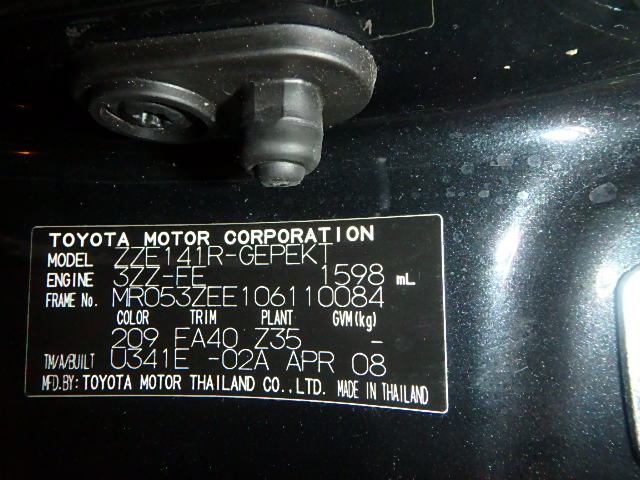 TOYOTA MOTOR CORPORATION
MODEL ZZE141R-GEPEKT
ENGINE 3ZZ-FE 1598 mL
FRAME No. MR053ZEE106110084
COLOR TRIM PLANT GVM(kg)
209 FA40 Z35 -
TM/A/BUILT U341E -02A APR 08
MFD.BY: TOYOTA MOTOR THAILAND CO.,LTD. MADE IN THAILAND